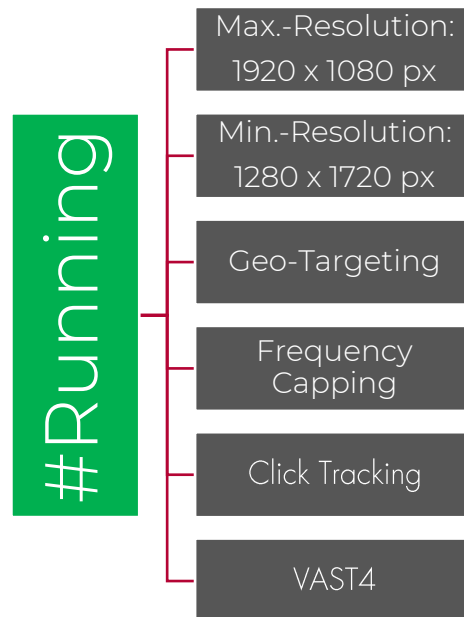 #Running
Max.-Resolution:
1920 x 1080 px
Min.-Resolution:
1280 x 1720 px
Geo-Targeting
Frequency
Capping
Click Tracking
VAST4